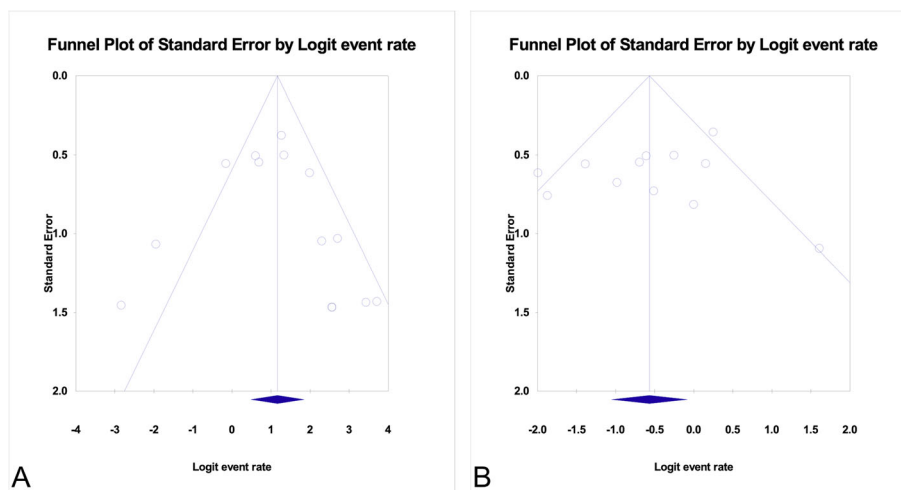 Funnel Plot of Standard Error by Logit event rate
0.0
0.5
1.0
1.5
2.0
Standard Error
-4 -3 -2 -1 0 1 2 3 4
Logit event rate
A
Funnel Plot of Standard Error by Logit event rate
0.0
0.5
1.0
1.5
2.0
Standard Error
-2.0 -1.5 -1.0 -0.5 0.0 0.5 1.0 1.5 2.0
Logit event rate
B